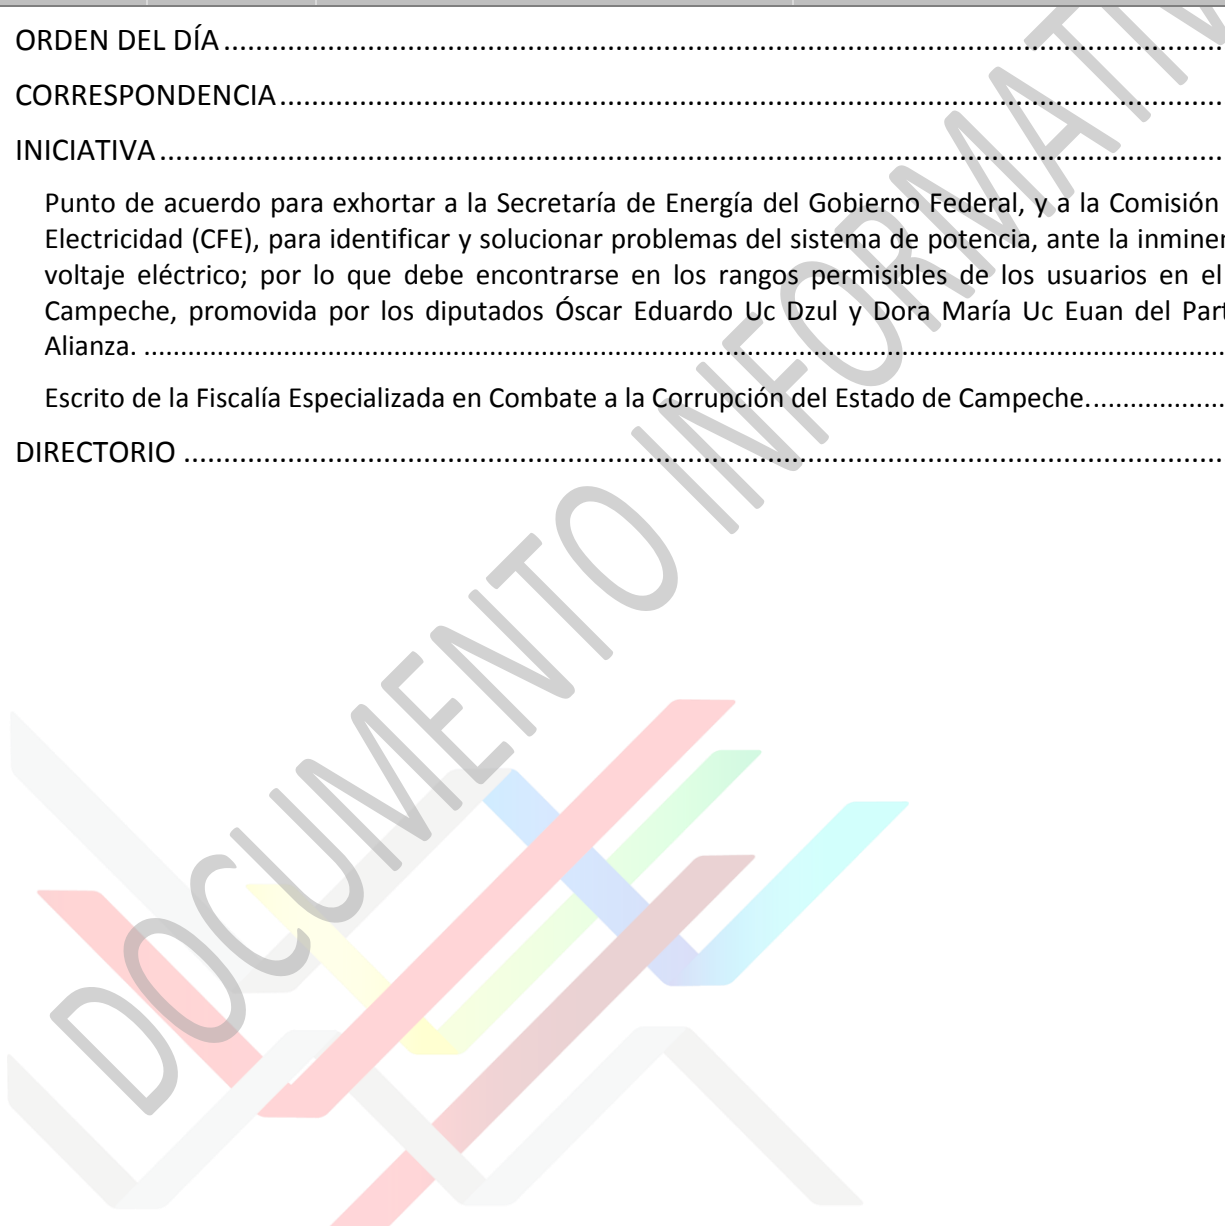 ORDEN DEL DÍA
CORRESPONDENCIA
INICIATIVA
Punto de acuerdo para exhortar a la Secretaría de Energía del Gobierno Federal, y a la Comisión
Electricidad (CFE), para identificar y solucionar problemas del sistema de potencia, ante la
voltaje eléctrico; por lo que debe encontrarse en los rangos permisibles de los usuarios en el
Campeche, promovida por los diputados Óscar Eduardo Uc Dzul y Dora María Uc Euan del
Alianza.
Escrito de la Fiscalía Especializada en Combate a la Corrupción del Estado de Campeche.
DIRECTORIO
DOCUMENTO